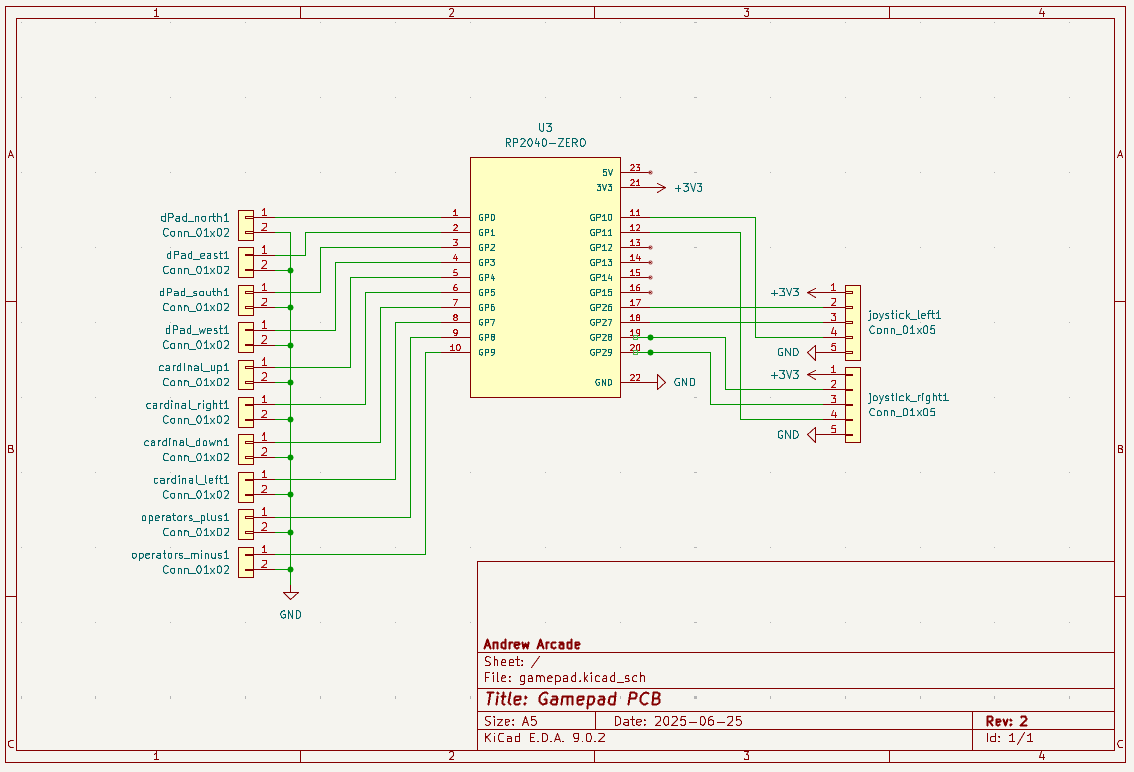 1 2 3 4
A A
B B
C C
U3
RP2040-ZERO
5V 23
3V3 21 +3V3
1 GP0
2 GP1
3 GP2
4 GP3
5 GP4
6 GP5
7 GP6
8 GP7
9 GP8
10 GP9
GP10 11
GP11 12
GP12 13
GP13 14
GP14 15
GP15 16
GP26 17
GP27 18
GP28 19
GP29 20
GND 22 GND
dPad_north1 1
Conn_01x02 2
dPad_east1 1
Conn_01x02 2
dPad_south1 1
Conn_01x02 2
dPad_west1 1
Conn_01x02 2
cardinal_up1 1
Conn_01x02 2
cardinal_right1 1
Conn_01x02 2
cardinal_down1 1
Conn_01x02 2
cardinal_left1 1
Conn_01x02 2
operators_plus1 1
Conn_01x02 2
operators_minus1 1
Conn_01x02 2
GND
+3V3 1
2
3
4
GND 5
joystick_left1
Conn_01x05
+3V3 1
2
3
4
GND 5
joystick_right1
Conn_01x05
Andrew Arcade
Sheet: /
File: gamepad.kicad_sch
Title: Gamepad PCB
Size: A5 Date: 2025-06-25 Rev: 2
KiCad E.D.A. 9.0.2 Id: 1/1
1 2 3 4